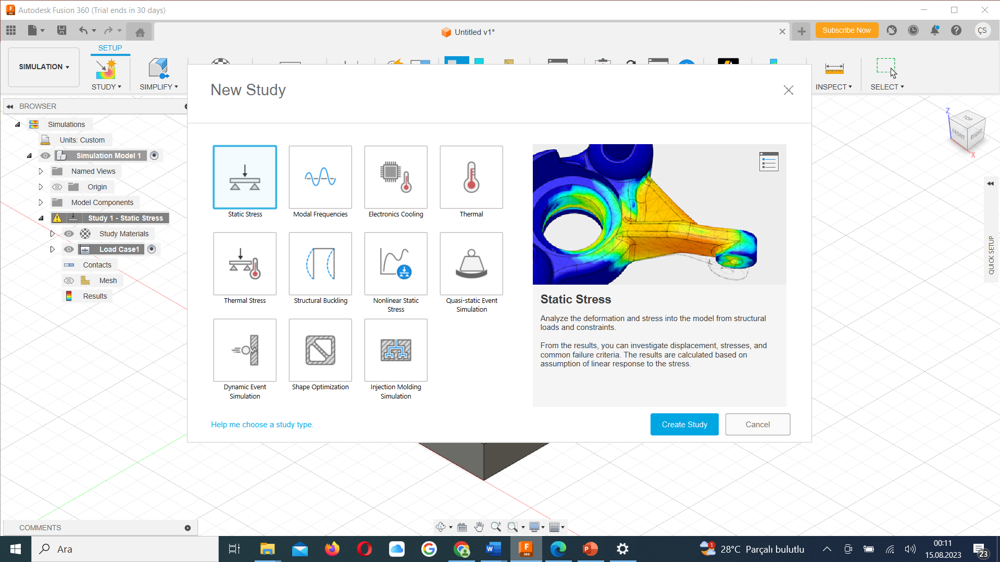 Autodesk Fusion 360 (Trial ends in 30 days)
Untitled v1*
Subscribe Now
ÇS
SETUP
SIMULATION
STUDY
SIMPLIFY
INSPECT
SELECT
BROWSER
Simulations
Units: Custom
Simulation Model 1
Named Views
Origin
Model Components
Study 1 - Static Stress
Study Materials
Load Case1
Contacts
Mesh
Results
New Study
Static Stress
Modal Frequencies
Electronics Cooling
Thermal
Thermal Stress
Structural Buckling
Nonlinear Static
Stress
Quasi-static Event
Simulation
Dynamic Event
Simulation
Shape Optimization
Injection Molding
Simulation
Help me choose a study type.
Static Stress
Analyze the deformation and stress into the model from structural
loads and constraints.
From the results, you can investigate displacement, stresses, and
common failure criteria. The results are calculated based on
assumption of linear response to the stress.
Create Study
Cancel
Z
TOP
FRONT
RIGHT
X
QUICK SETUP
COMMENTS
Ara
28°C Parçalı bulutlu
00:11
15.08.2023
23